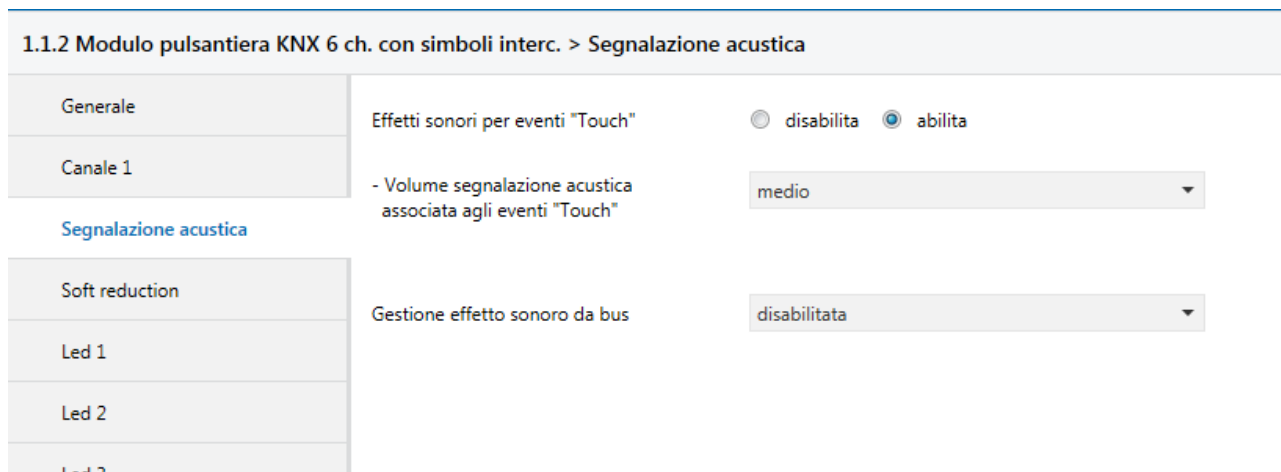 1.1.2 Modulo pulsantiera KNX 6 ch. con simboli interc. > Segnalazione acustica
Generale
Canale 1
Segnalazione acustica
Soft reduction
Led 1
Led 2
Effetti sonori per eventi "Touch"
disabilita abilita
- Volume segnalazione acustica
associata agli eventi "Touch"
medio
Gestione effetto sonoro da bus
disabilitata